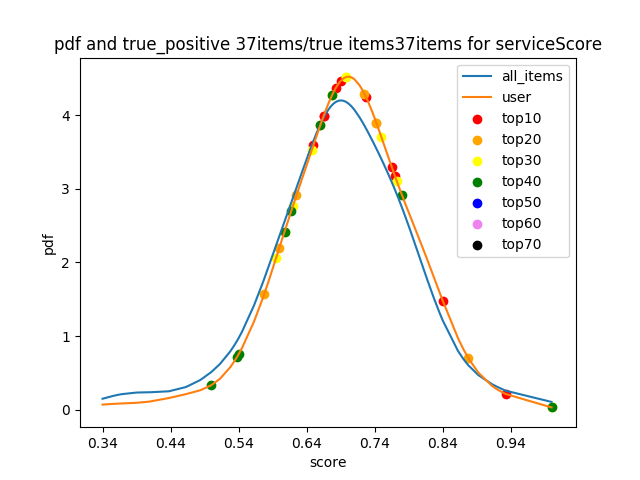 pdf and true_positive 37items/true items37items for serviceScore
all_items
user
top10
top20
top30
top40
top50
top60
top70
pdf
4
3
2
1
0
0.34 0.44 0.54 0.64 0.74 0.84 0.94
score